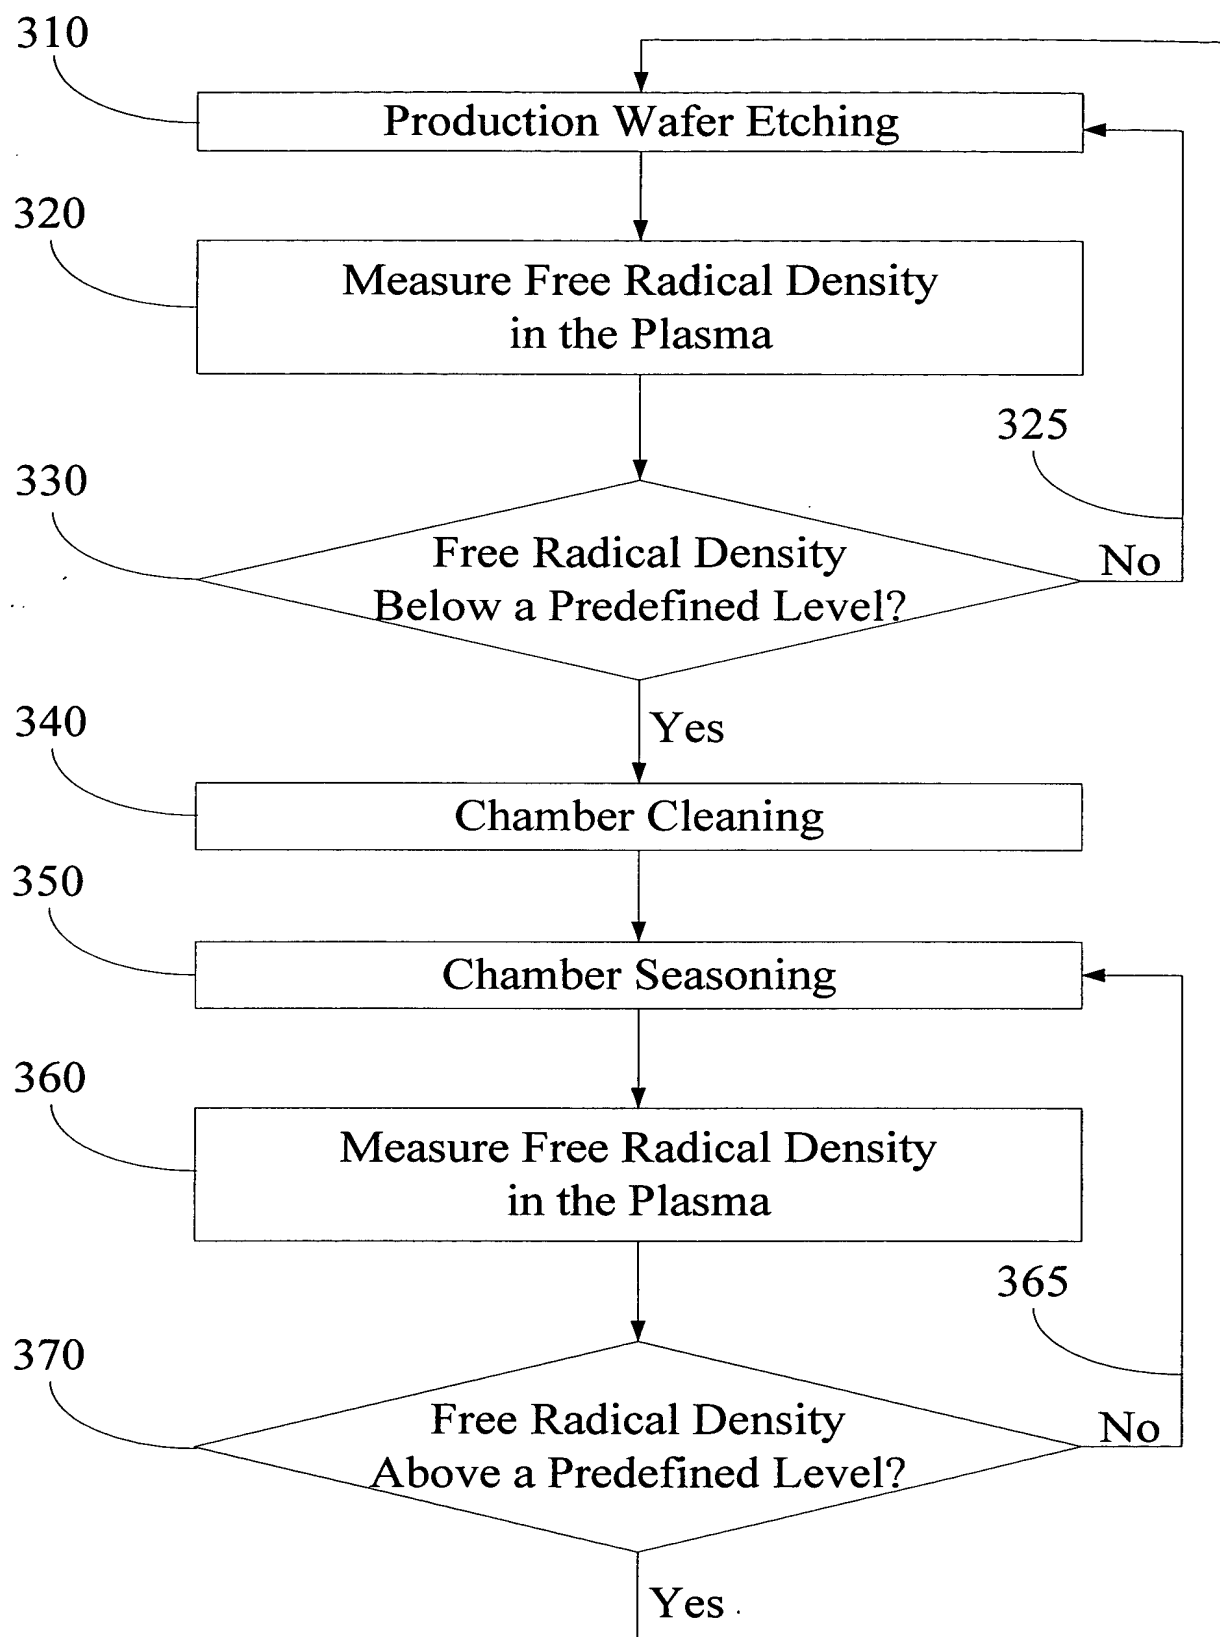 310
Production Wafer Etching
320
Measure Free Radical Density
in the Plasma
325
330
Free Radical Density
Below a Predefined Level?
No
Yes
340
Chamber Cleaning
350
Chamber Seasoning
360
Measure Free Radical Density
in the Plasma
365
370
Free Radical Density
Above a Predefined Level?
No
Yes